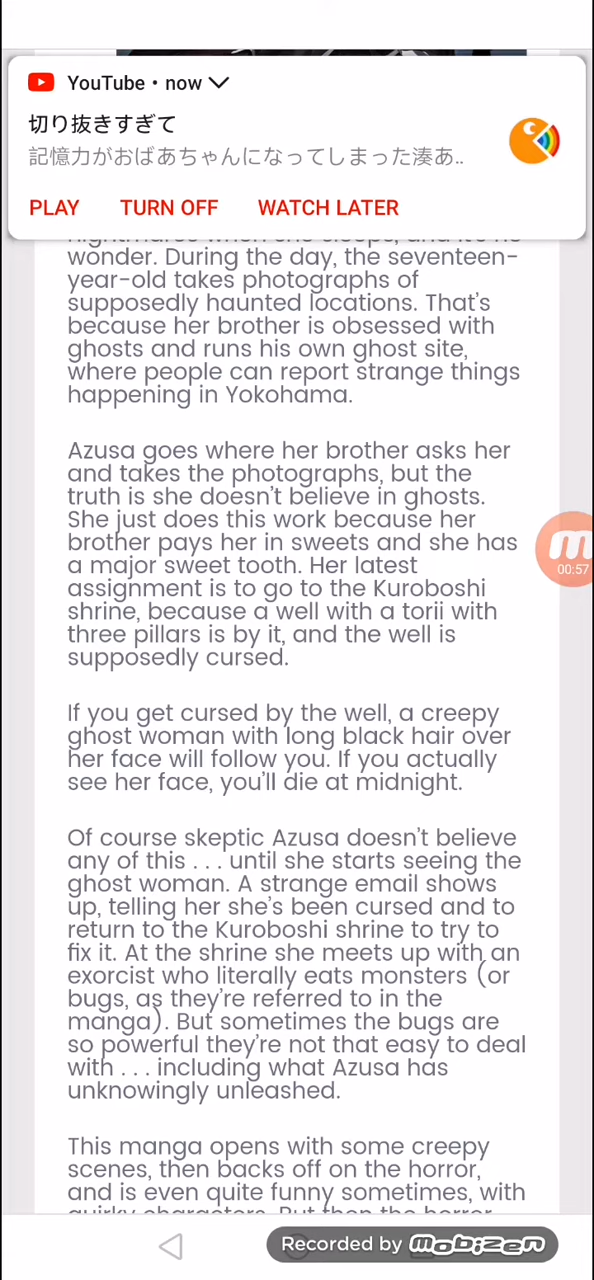 YouTube • now
切り抜きすぎて
記憶力がおばあちゃんになってしまった湊あ..
PLAY TURN OFF WATCH LATER
nightmares when she sleeps, and it's no
wonder. During the day, the seventeen-
year-old takes photographs of
supposedly haunted locations. That's
because her brother is obsessed with
ghosts and runs his own ghost site,
where people can report strange things
happening in Yokohama.
Azusa goes where her brother asks her
and takes the photographs, but the
truth is she doesn't believe in ghosts.
She just does this work because her
brother pays her in sweets and she has
a major sweet tooth. Her latest
assignment is to go to the Kuroboshi
shrine, because a well with a torii with
three pillars is by it, and the well is
supposedly cursed.
If you get cursed by the well, a creepy
ghost woman with long black hair over
her face will follow you. If you actually
see her face, you'll die at midnight.
Of course skeptic Azusa doesn't believe
any of this . . . until she starts seeing the
ghost woman. A strange email shows
up, telling her she's been cursed and to
return to the Kuroboshi shrine to try to
fix it. At the shrine she meets up with an
exorcist who literally eats monsters (or
bugs, as they're referred to in the
manga). But sometimes the bugs are
so powerful they're not that easy to deal
with . . . including what Azusa has
unknowingly unleashed.
This manga opens with some creepy
scenes, then backs off on the horror,
and is even quite funny sometimes, with
quirky characters. But then the horror
00:57
Recorded by mobizen